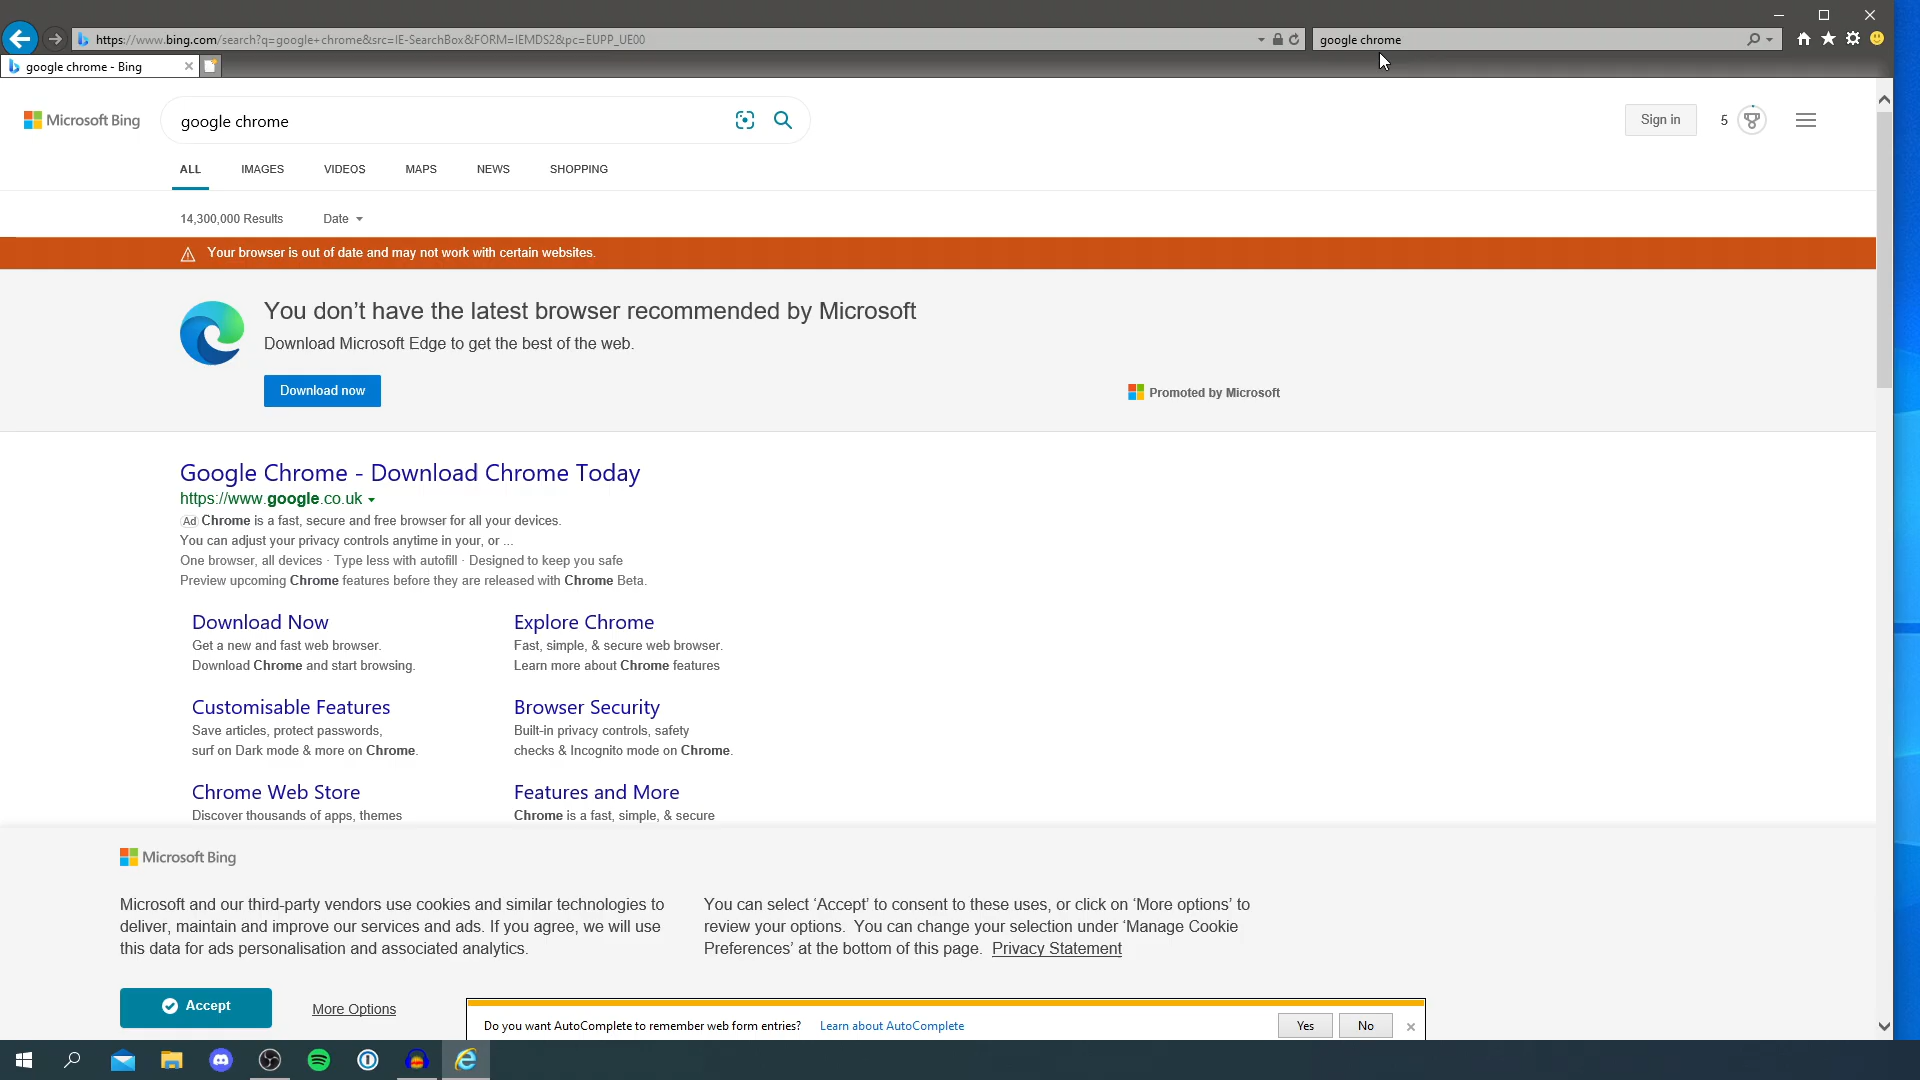 https://www.bing.com/search?q=google+chrome&src=IE-SearchBox&FORM=IEMDS2&pc=EUPP_UE00
google chrome
google chrome - Bing
Microsoft Bing
google chrome
Sign in
5
ALL
IMAGES
VIDEOS
MAPS
NEWS
SHOPPING
14,300,000 Results
Date
Your browser is out of date and may not work with certain websites.
You don’t have the latest browser recommended by Microsoft
Download Microsoft Edge to get the best of the web.
Download now
Promoted by Microsoft
Google Chrome - Download Chrome Today
https://www.google.co.uk
Ad Chrome is a fast, secure and free browser for all your devices.
You can adjust your privacy controls anytime in your, or ...
One browser, all devices · Type less with autofill · Designed to keep you safe
Preview upcoming Chrome features before they are released with Chrome Beta.
Download Now
Get a new and fast web browser.
Download Chrome and start browsing.
Explore Chrome
Fast, simple, & secure web browser.
Learn more about Chrome features
Customisable Features
Save articles, protect passwords,
surf on Dark mode & more on Chrome.
Browser Security
Built-in privacy controls, safety
checks & Incognito mode on Chrome.
Chrome Web Store
Discover thousands of apps, themes
Features and More
Chrome is a fast, simple, & secure
Microsoft Bing
Microsoft and our third-party vendors use cookies and similar technologies to
deliver, maintain and improve our services and ads. If you agree, we will use
this data for ads personalisation and associated analytics.
You can select ‘Accept’ to consent to these uses, or click on ‘More options’ to
review your options. You can change your selection under ‘Manage Cookie
Preferences’ at the bottom of this page. Privacy Statement
Accept
More Options
Do you want AutoComplete to remember web form entries?
Learn about AutoComplete
Yes
No